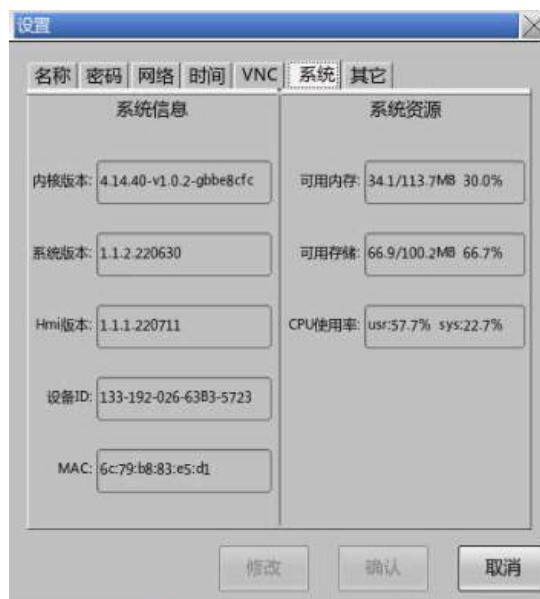 设置
名称 密码 网络 时间 VNC 系统 其它
系统信息
内核版本: 4.14.40-v1.0.2-gbbe8cfc
系统版本: 1.1.2.220630
Hmi版本: 1.1.1.220711
设备ID: 133-192-026-63B3-5723
MAC: 6c:79:b8:83:e5:d1
系统资源
可用内存: 34.1/113.7MB 30.0%
可用存储: 66.9/100.2MB 66.7%
CPU使用率: usr:57.7% sys:22.7%
修改 确认 取消